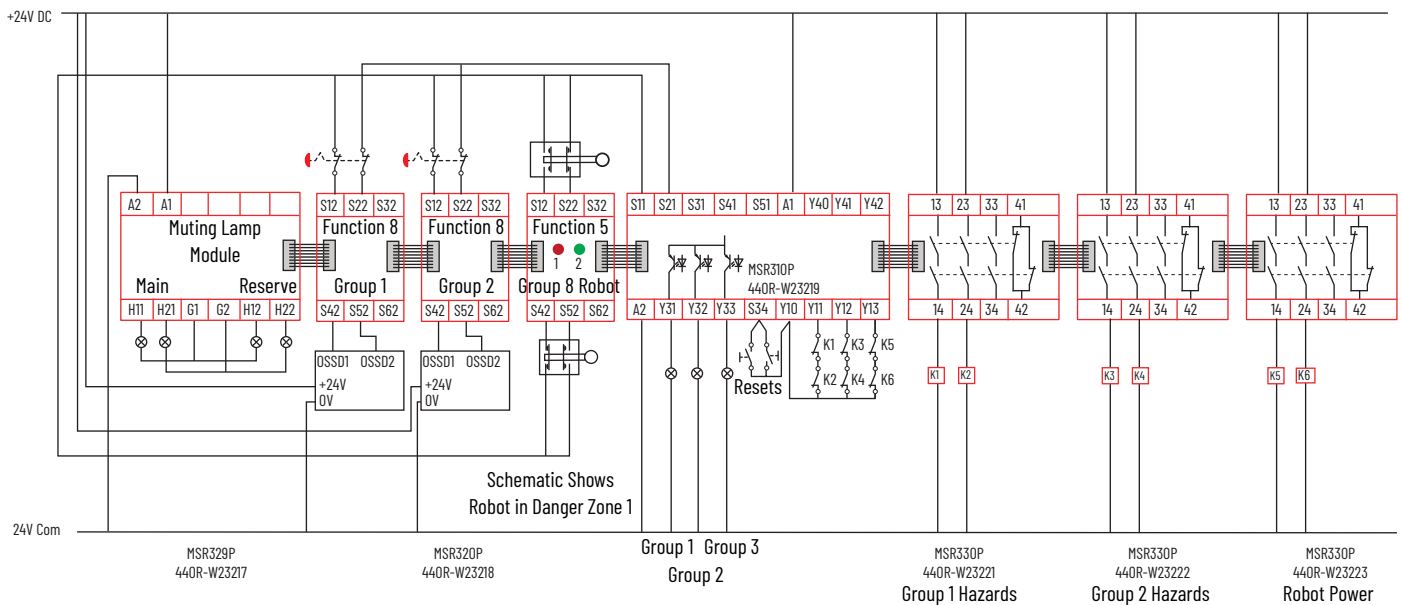 +24V DC
A2 A1
Muting Lamp
Module
Main Reserve
H11 H21 G1 G2 H12 H22
S12 S22 S32
Function 8
Group 1
S42 S52 S62
OSSD1 OSSD2
+24V
0V
S12 S22 S32
Function 8
Group 2
S42 S52 S62
OSSD1 OSSD2
+24V
0V
S12 S22 S32
Function 5
1 2
Group 8 Robot
S42 S52 S62
S11 S21 S31 S41 S51 A1 Y40 Y41 Y42
MSR310P
440R-W23219
A2 Y31 Y32 Y33 S34 Y10 Y11 Y12 Y13
K1 K3 K5
K2 K4 K6
Resets
13 23 33 41
14 24 34 42
K1 K2
13 23 33 41
14 24 34 42
K3 K4
13 23 33 41
14 24 34 42
K5 K6
Schematic Shows
Robot in Danger Zone 1
24V Com
MSR329P
440R-W23217
MSR320P
440R-W23218
Group 1 Group 3
Group 2
MSR330P
440R-W23221
Group 1 Hazards
MSR330P
440R-W23222
Group 2 Hazards
MSR330P
440R-W23223
Robot Power